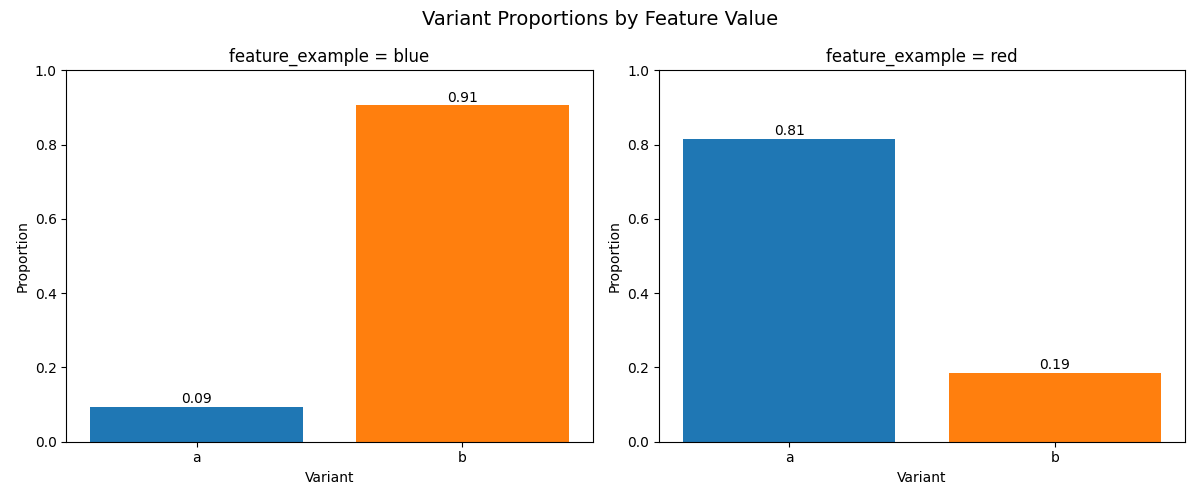 Variant Proportions by Feature Value
feature_example = blue
1.0
0.8
0.6
0.4
0.2
0.0
Proportion
0.09
0.91
a
b
Variant
feature_example = red
1.0
0.8
0.6
0.4
0.2
0.0
Proportion
0.81
0.19
a
b
Variant